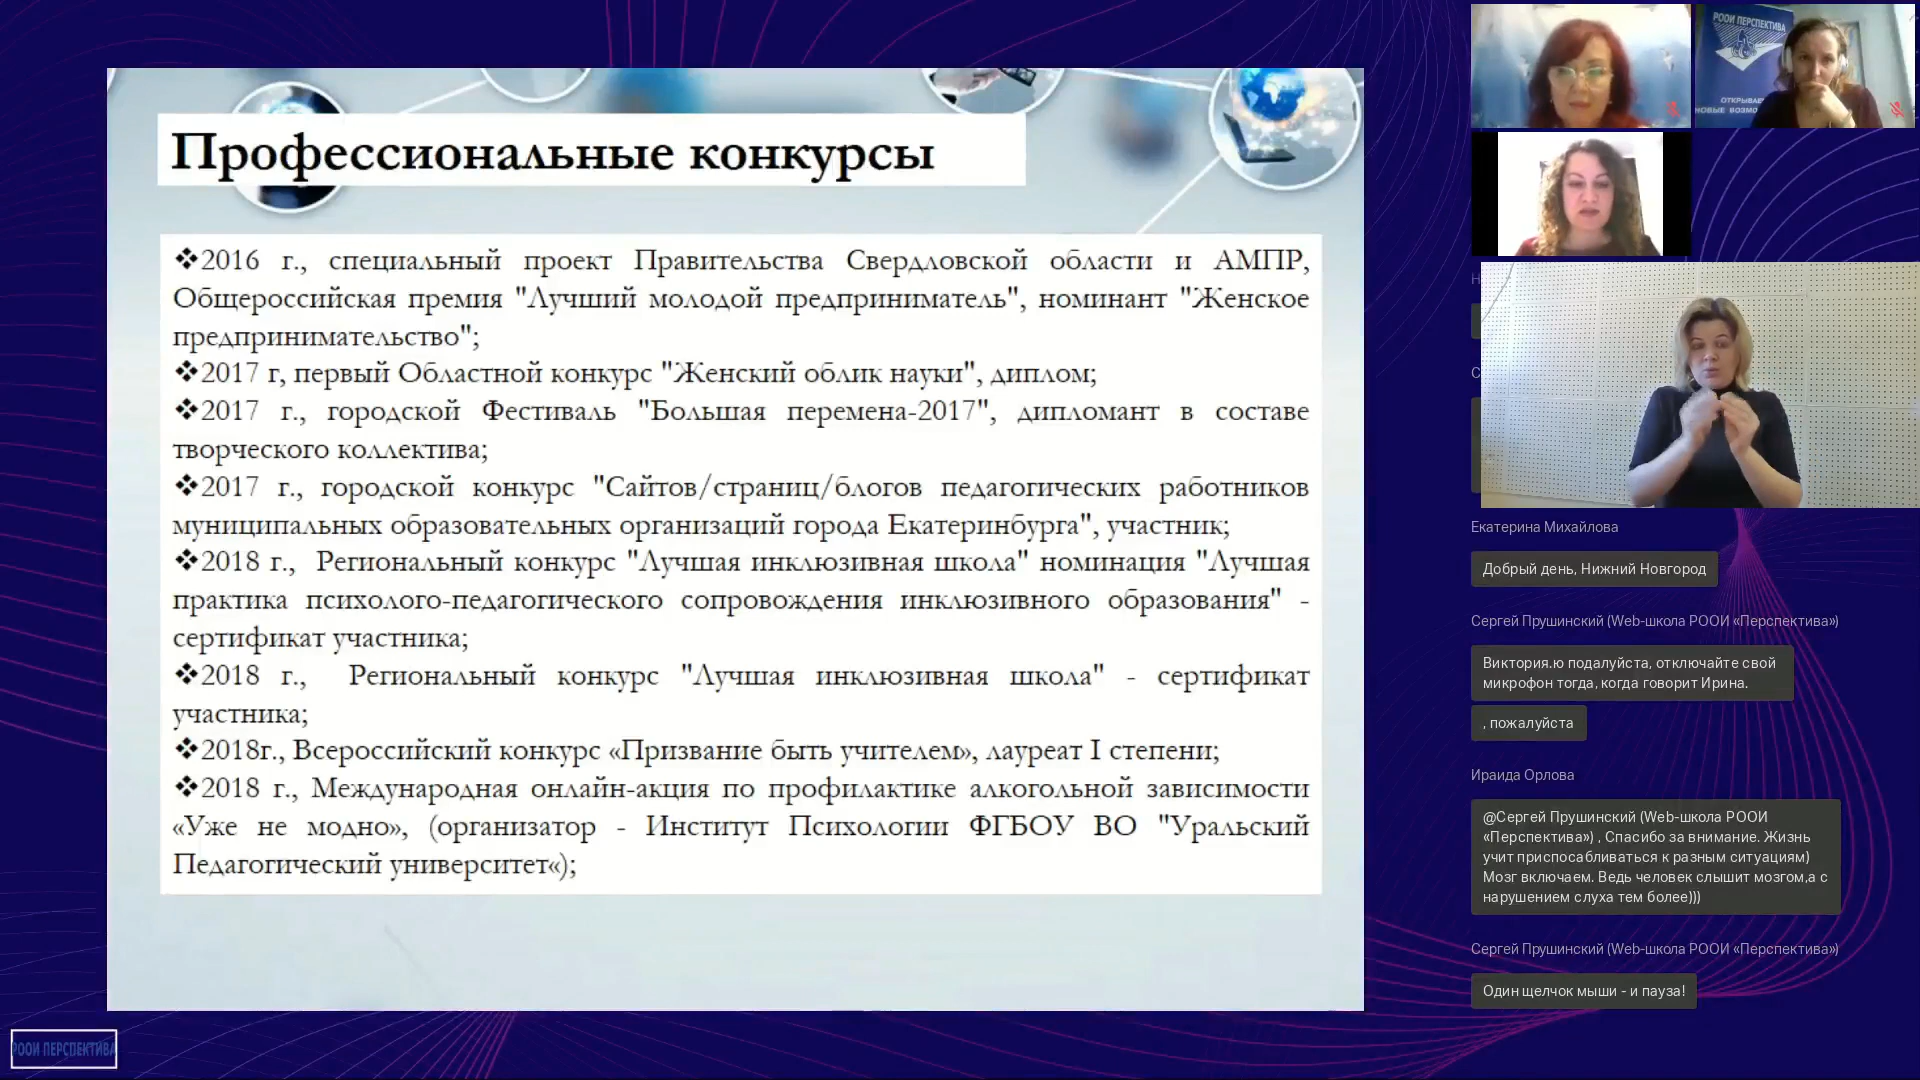 Профессиональные конкурсы
❖2016 г., специальный проект Правительства Свердловской области и АМПР,
Общероссийская премия "Лучший молодой предприниматель", номинант "Женское
предпринимательство";
❖2017 г, первый Областной конкурс "Женский облик науки", диплом;
❖2017 г., городской Фестиваль "Большая перемена-2017", дипломант в составе
творческого коллектива;
❖2017 г., городской конкурс "Сайтов/страниц/блогов педагогических работников
муниципальных образовательных организаций города Екатеринбурга", участник;
❖2018 г., Региональный конкурс "Лучшая инклюзивная школа" номинация "Лучшая
практика психолого-педагогического сопровождения инклюзивного образования" -
сертификат участника;
❖2018 г., Региональный конкурс "Лучшая инклюзивная школа" - сертификат
участника;
❖2018г., Всероссийский конкурс «Призвание быть учителем», лауреат I степени;
❖2018 г., Международная онлайн-акция по профилактике алкогольной зависимости
«Уже не модно», (организатор - Институт Психологии ФГБОУ ВО "Уральский
Педагогический университет«);
РООИ ПЕРСПЕКТИВА
РООИ ПЕРСПЕКТИВА
Екатерина Михайлова
Добрый день, Нижний Новгород
Сергей Прушинский (Web-школа РООИ «Перспектива»)
Виктория.ю подалуйста, отключайте свой
микрофон тогда, когда говорит Ирина.
, пожалуйста
Ираида Орлова
@Сергей Прушинский (Web-школа РООИ
«Перспектива») , Спасибо за внимание. Жизнь
учит приспосабливаться к разным ситуациям)
Мозг включаем. Ведь человек слышит мозгом,а с
нарушением слуха тем более)))
Сергей Прушинский (Web-школа РООИ «Перспектива»)
Один щелчок мыши - и пауза!